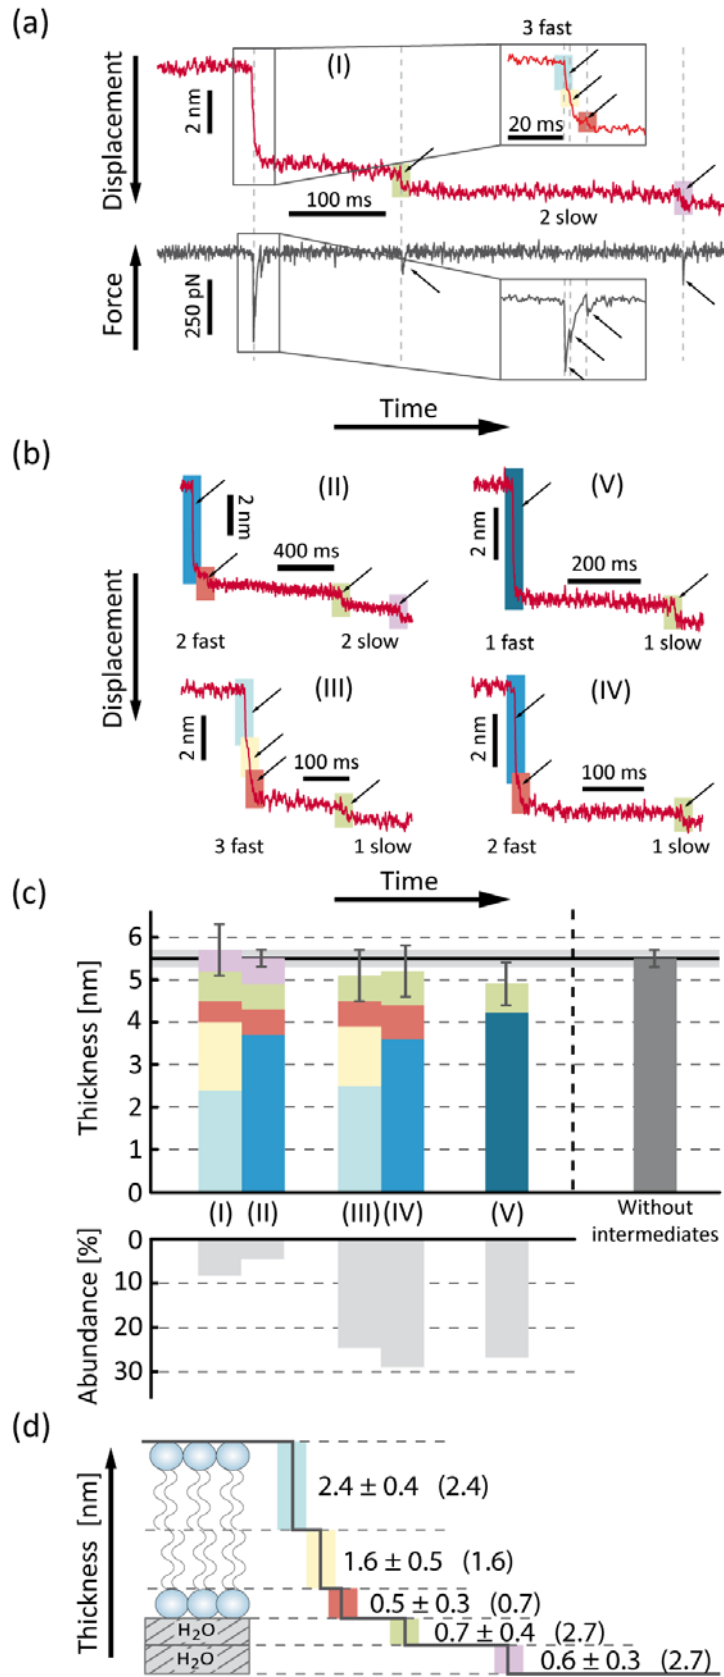 (a)
3 fast
(I)
Displacement
2 nm
20 ms
100 ms
2 slow
Force
250 pN
Time
(b)
(II)
(V)
2 nm
2 nm
400 ms
200 ms
2 fast
2 slow
1 fast
1 slow
Displacement
(III)
(IV)
2 nm
2 nm
100 ms
100 ms
3 fast
1 slow
2 fast
1 slow
Time
(c)
Thickness [nm]
6
5
4
3
2
1
0
(I) (II) (III) (IV) (V)
Without
intermediates
Abundance [%]
0
10
20
30
(d)
Thickness [nm]
2.4 ± 0.4 (2.4)
1.6 ± 0.5 (1.6)
0.5 ± 0.3 (0.7)
H₂O
0.7 ± 0.4 (2.7)
H₂O
0.6 ± 0.3 (2.7)